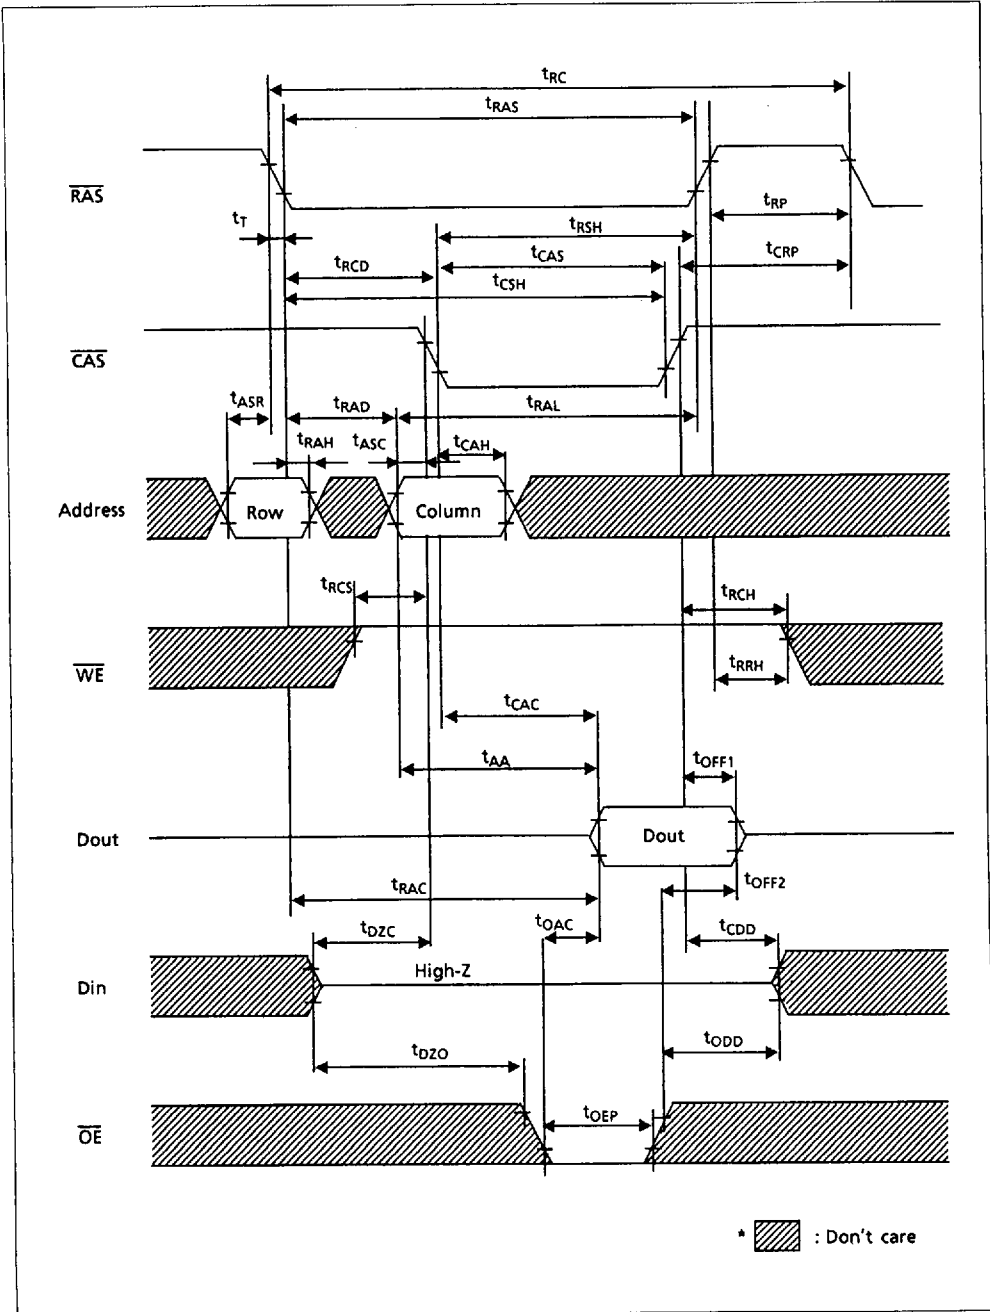 tRC
tRAS
RAS
tT
tRP
tRSH
tRCD
tCAS
tCRP
tCSH
CAS
tASR
tRAD
tRAL
tRAH
tASC
tCAH
Address
Row
Column
tRCS
tRCH
WE
tRRH
tCAC
tAA
tOFF1
Dout
Dout
tRAC
tOFF2
tDZC
tOAC
tCDD
Din
High-Z
tDZO
tODD
OE
tOEP
* : Don't care